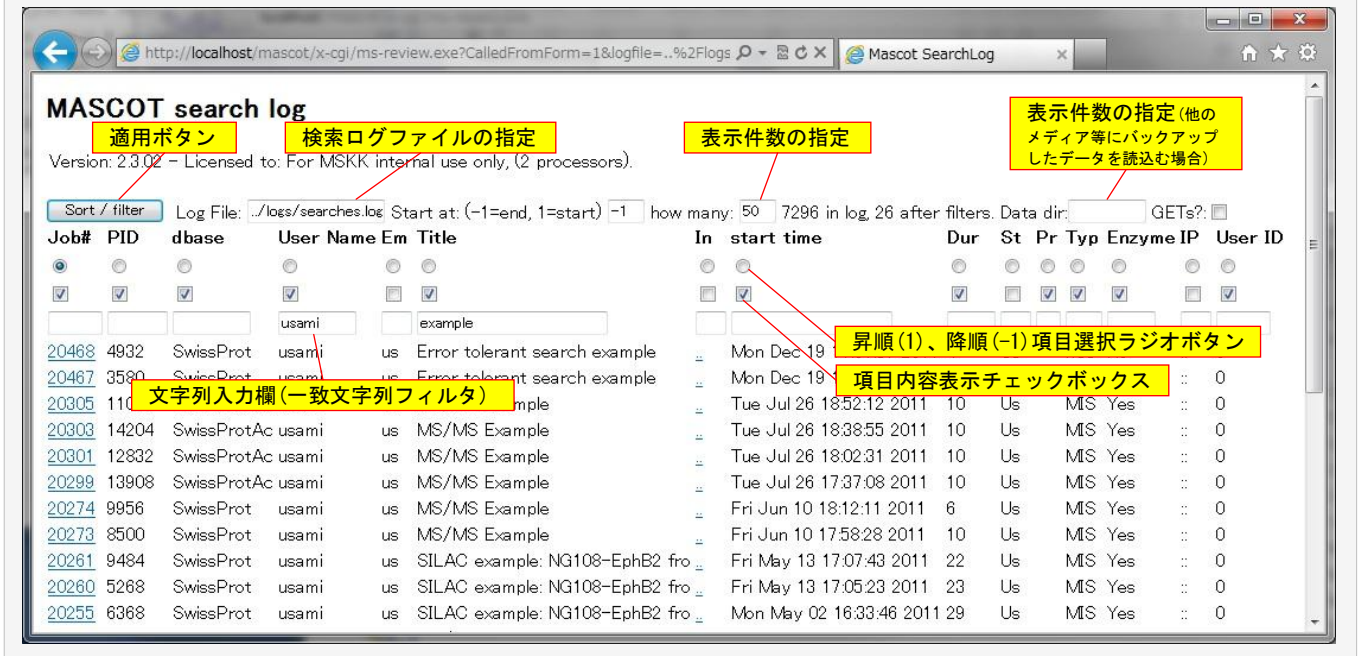 http://localhost/mascot/x-cgi/ms-review.exe?CalledFromForm=1&logfile=..%2Flogs
Mascot SearchLog
MASCOT search log
適用ボタン
検索ログファイルの指定
表示件数の指定
表示件数の指定(他の
メディア等にバックアップ
したデータを読込む場合)
Version: 2.3.02 - Licensed to: For MSKK internal use only, (2 processors).
Sort / filter Log File: ../logs/searches.log Start at: (-1=end, 1=start) -1 how many: 50 7296 in log, 26 after filters. Data dir: GETs?:
Job# PID dbase User Name Em Title In start time Dur St Pr Typ Enzyme IP User ID
usami example
昇順(1)、降順(-1)項目選択ラジオボタン
20468 4932 SwissProt usami us Error tolerant search example .. Mon Dec 19
項目内容表示チェックボックス
20467 3580 SwissProt usami us Error tolerant search example .. Mon Dec 19 :: 0
文字列入力欄(一致文字列フィルタ)
20305 Example .. Tue Jul 26 18:52:12 2011 10 Us MIS Yes :: 0
20303 14204 SwissProtAc usami us MS/MS Example .. Tue Jul 26 18:38:55 2011 10 Us MIS Yes :: 0
20301 12832 SwissProtAc usami us MS/MS Example .. Tue Jul 26 18:02:31 2011 10 Us MIS Yes :: 0
20299 13908 SwissProtAc usami us MS/MS Example .. Tue Jul 26 17:37:08 2011 10 Us MIS Yes :: 0
20274 9956 SwissProt usami us MS/MS Example .. Fri Jun 10 18:12:11 2011 6 Us MIS Yes :: 0
20273 8500 SwissProt usami us MS/MS Example .. Fri Jun 10 17:58:28 2011 10 Us MIS Yes :: 0
20261 9484 SwissProt usami us SILAC example: NG108-EphB2 fro .. Fri May 13 17:07:43 2011 22 Us MIS Yes :: 0
20260 5268 SwissProt usami us SILAC example: NG108-EphB2 fro .. Fri May 13 17:05:23 2011 23 Us MIS Yes :: 0
20255 6368 SwissProt usami us SILAC example: NG108-EphB2 fro .. Mon May 02 16:33:46 2011 29 Us MIS Yes :: 0